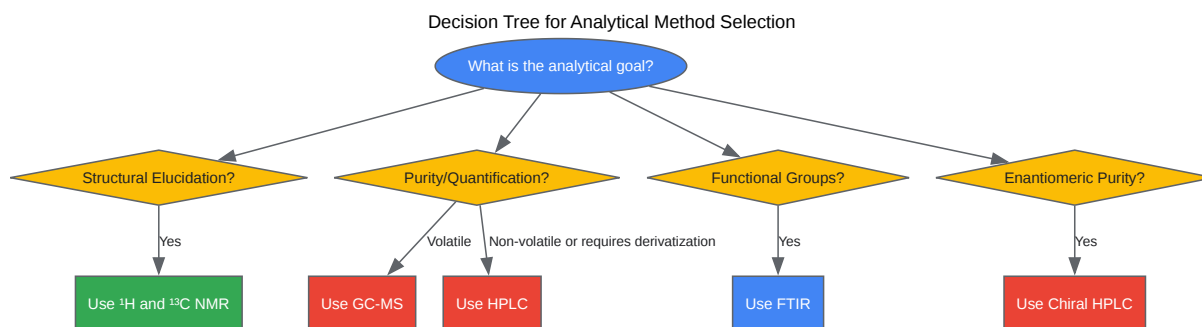 Decision Tree for Analytical Method Selection
What is the analytical goal?
Structural Elucidation?
Purity/Quantification?
Functional Groups?
Enantiomeric Purity?
Yes
Volatile
Non-volatile or requires derivatization
Yes
Yes
Use ¹H and ¹³C NMR
Use GC-MS
Use HPLC
Use FTIR
Use Chiral HPLC